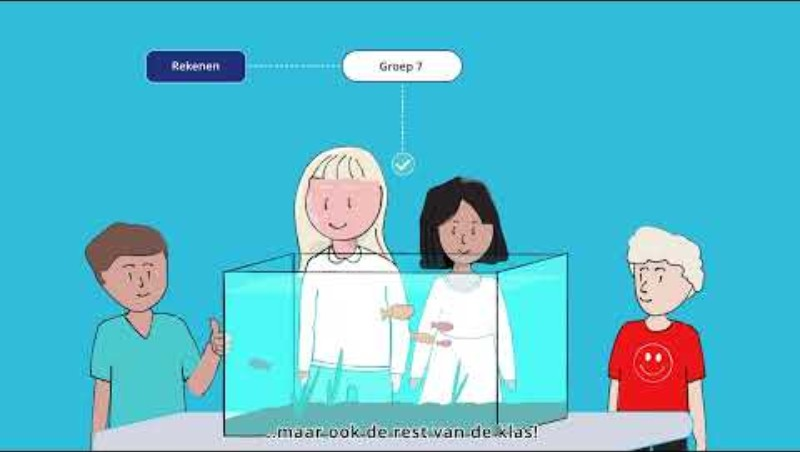 Rekenen
Groep 7
..maar ook de rest van de klas!